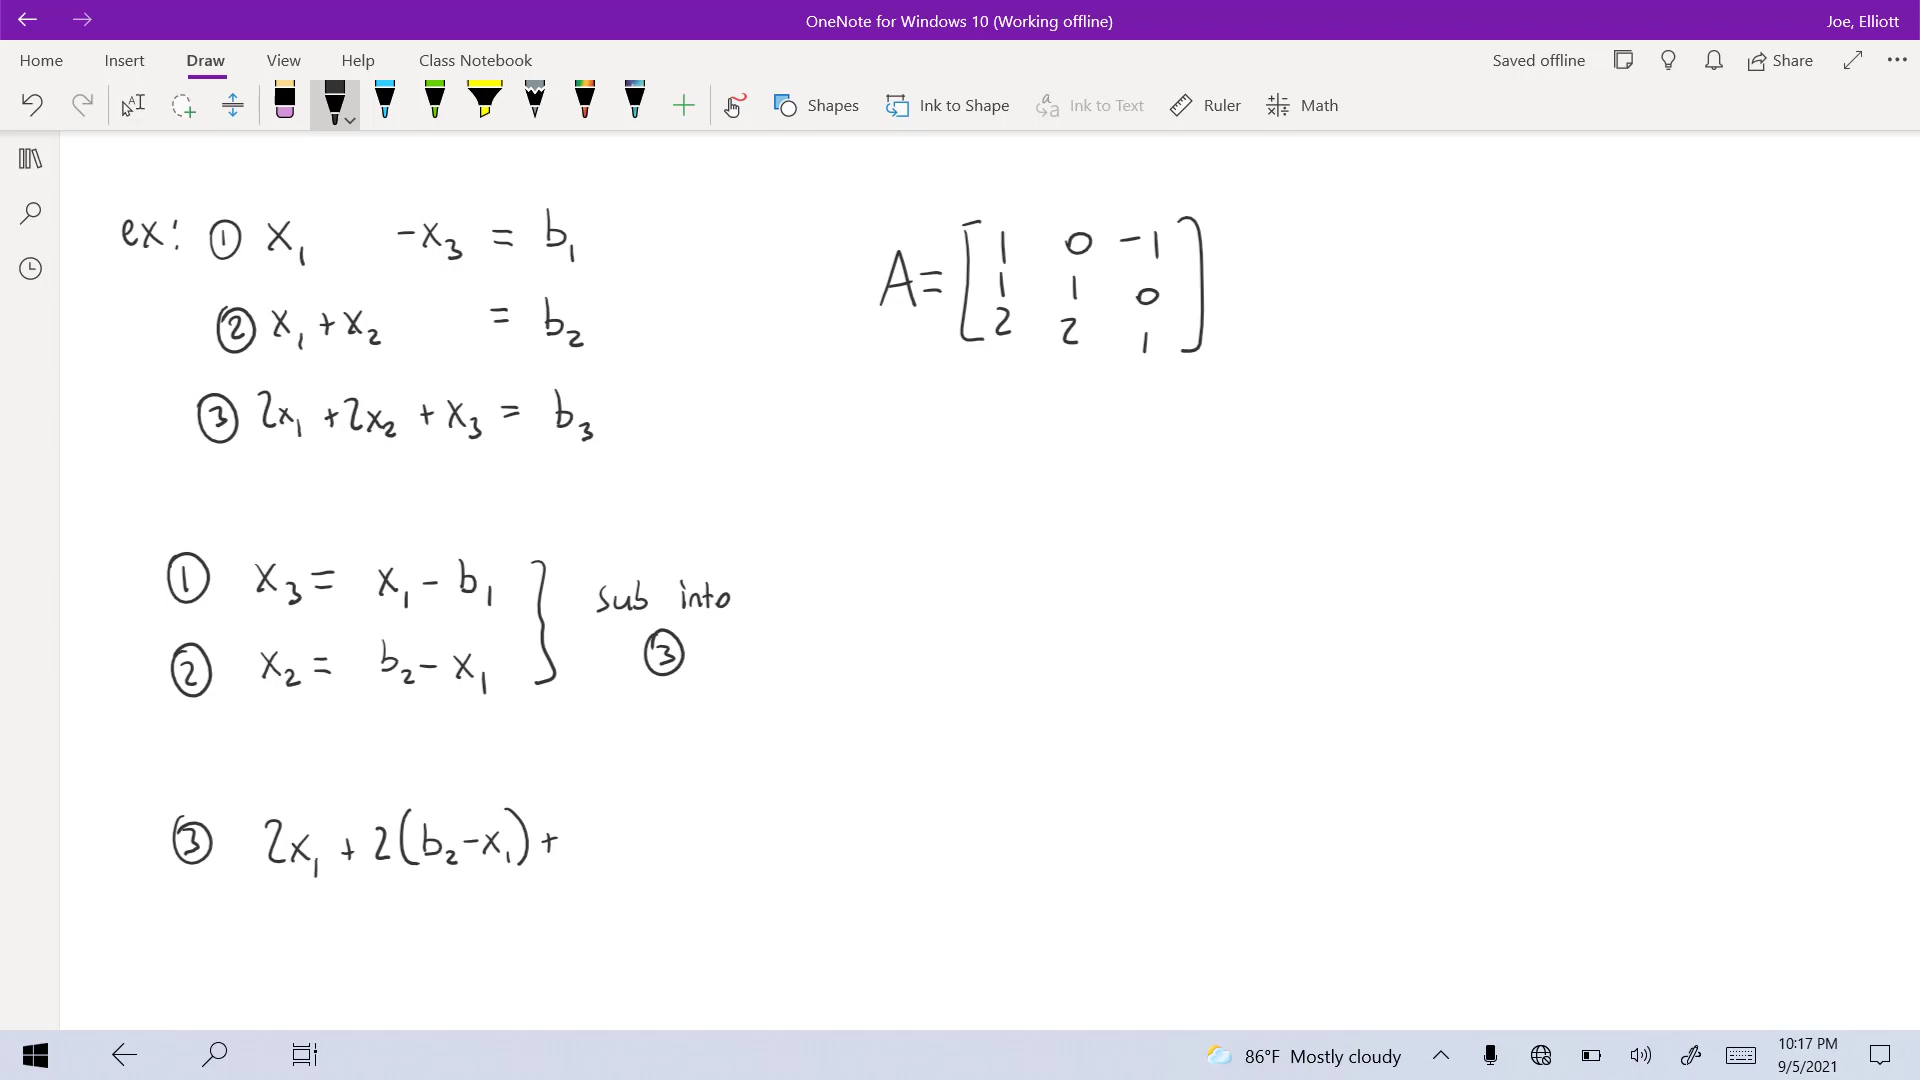 OneNote for Windows 10 (Working offline)
Joe, Elliott
Home Insert Draw View Help Class Notebook
Saved offline Share
Shapes Ink to Shape Ink to Text Ruler Math
ex: ① x₁ -x₃ = b₁
② x₁ + x₂ = b₂
③ 2x₁ + 2x₂ + x₃ = b₃
A = [1 0 -1
1 1 0
2 2 1]
① x₃ = x₁ - b₁
② x₂ = b₂ - x₁
} sub into
③
③ 2x₁ + 2(b₂ - x₁) +
86°F Mostly cloudy
10:17 PM
9/5/2021